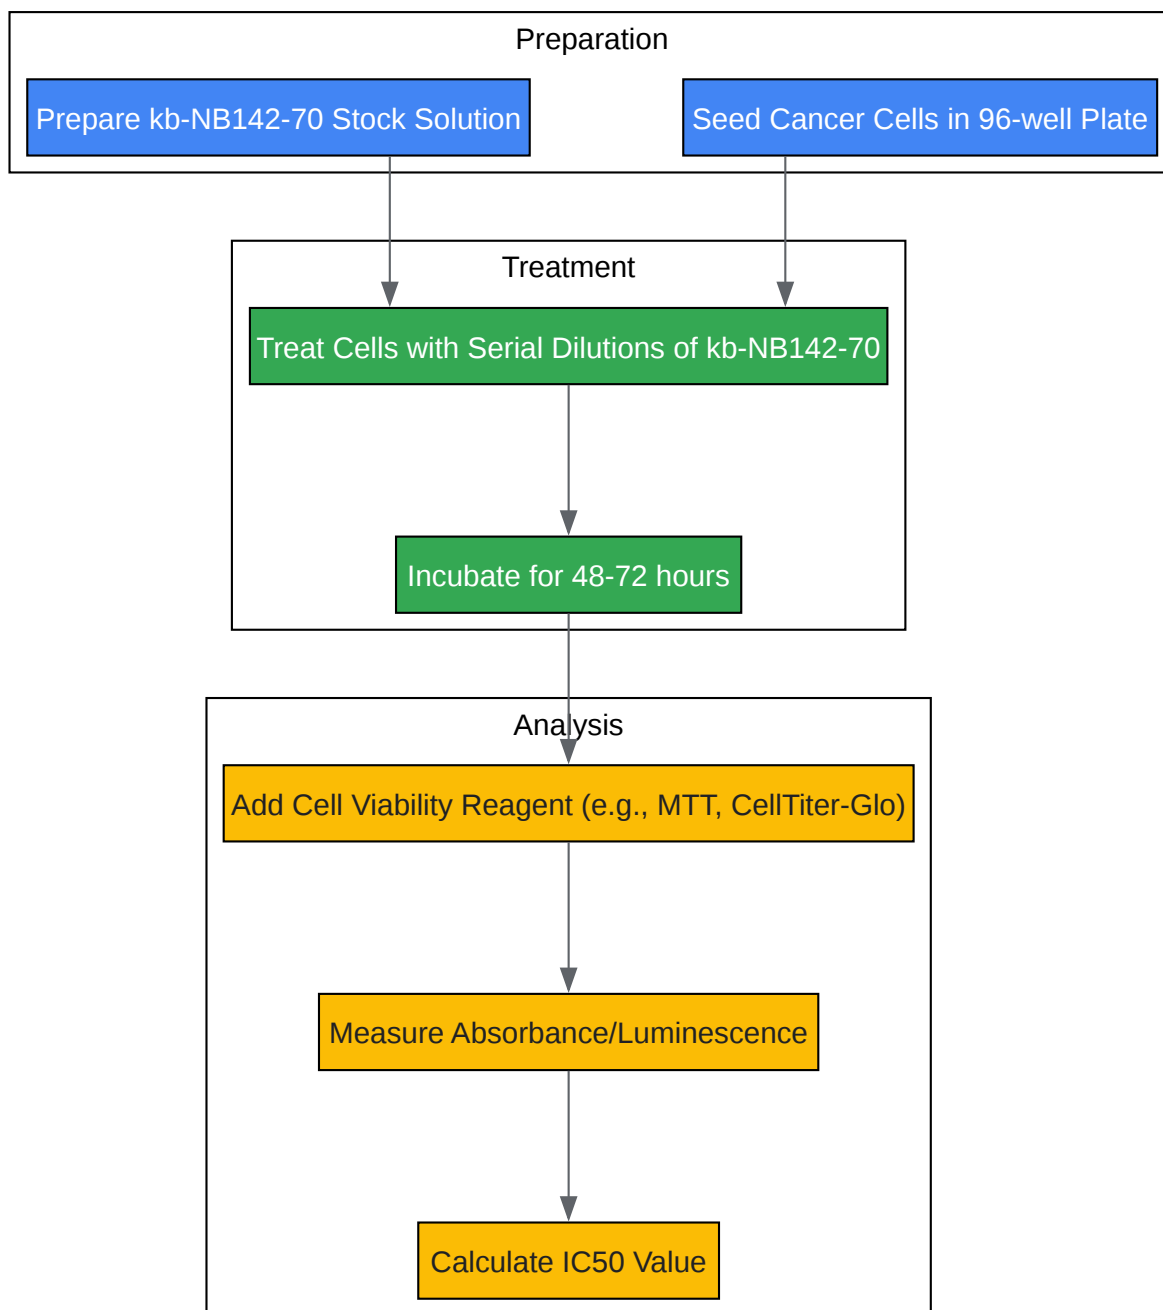 Preparation
Prepare kb-NB142-70 Stock Solution
Seed Cancer Cells in 96-well Plate
Treatment
Treat Cells with Serial Dilutions of kb-NB142-70
Incubate for 48-72 hours
Analysis
Add Cell Viability Reagent (e.g., MTT, CellTiter-Glo)
Measure Absorbance/Luminescence
Calculate IC50 Value